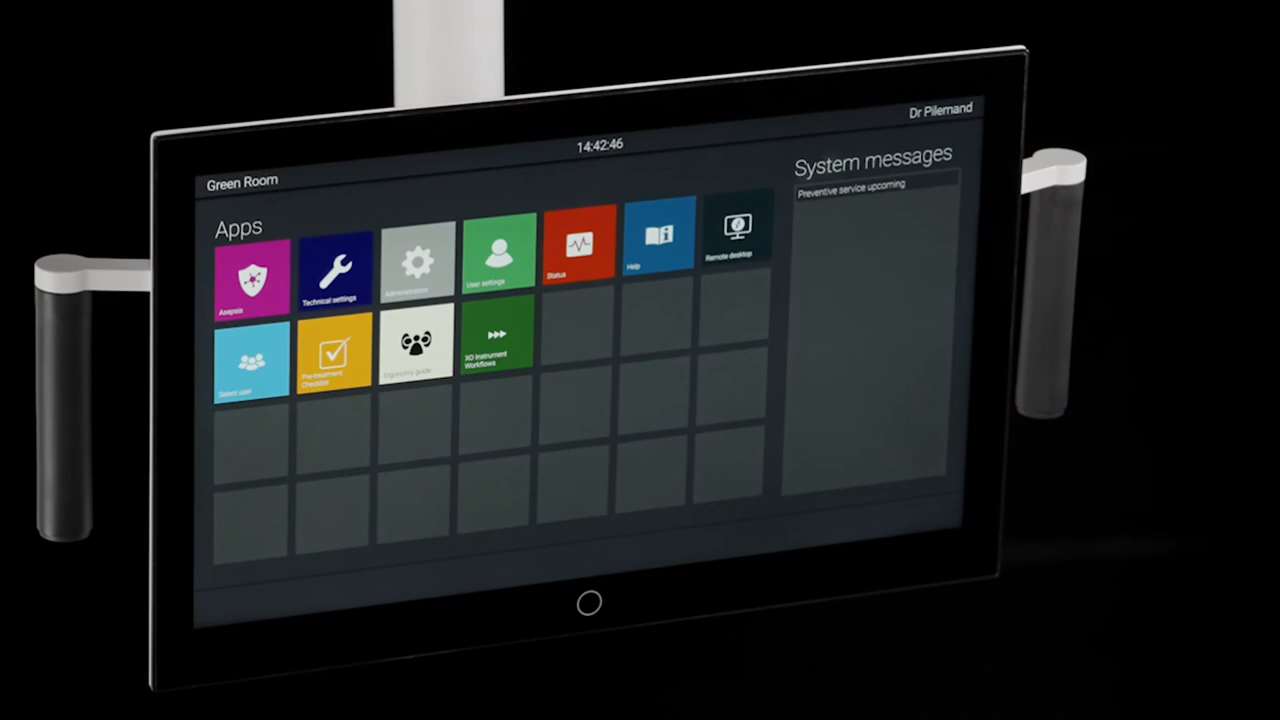 Green Room
14:42:46
Dr Pilemand
Apps
System messages
Preventive service upcoming
Asepsis
Technical settings
Administration
User settings
Status
Help
Remote desktop
Select user
Pre-treatment
Checklist
Ergonomy guide
XO Instrument
Workflows